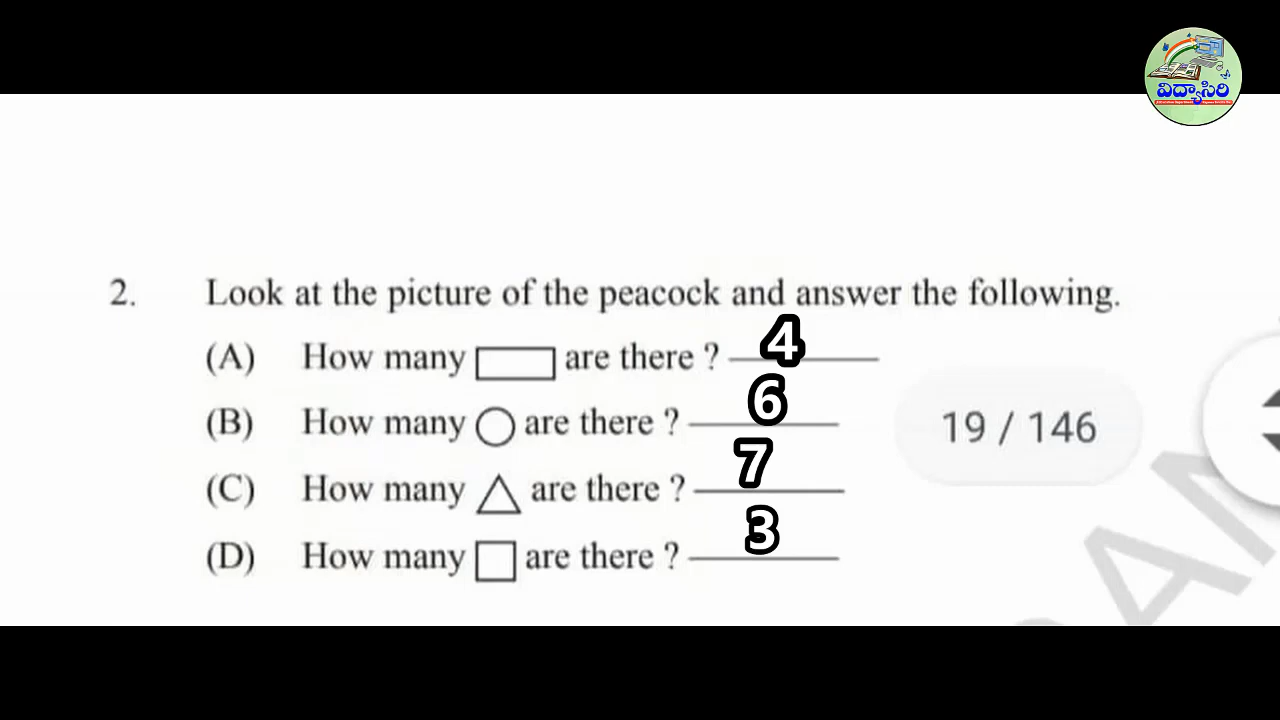 విద్యాసిరి
2. Look at the picture of the peacock and answer the following.
(A) How many are there ? 4
(B) How many are there ? 6
19 / 146
(C) How many are there ? 7
(D) How many are there ? 3